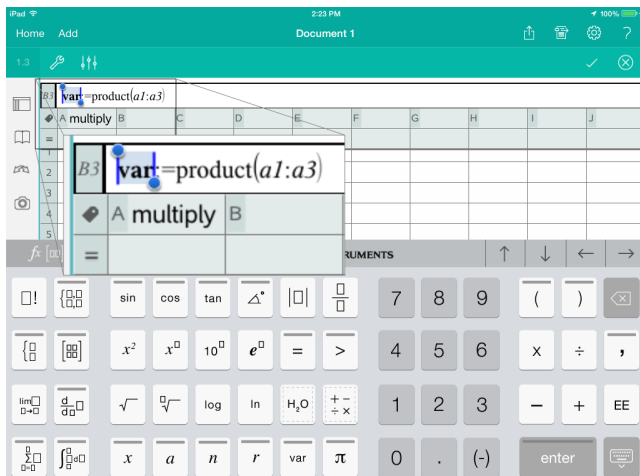 iPad 2:23 PM 100%
Home Add Document 1 ?
1.3
B3 var:=product(a1:a3)
A multiply B C D E F G H I J
=
1
2
3
4
5
B3 var:=product(a1:a3)
A multiply B
=
fx RUMENTS ↑ ↓ ← →
□! {□,□ □,□ sin cos tan ∠° |□| □/□ 7 8 9 ( )
{□ □ [□□ □□] x² x□ 10□ e□ = > 4 5 6 x ÷ ,
lim□ □→□ d/d□ □ √ □√ log ln H₂O + − ÷ × 1 2 3 − + EE
□ Σ□ □=□ ∫□ □ □d□ x a n r var π 0 . (-) enter